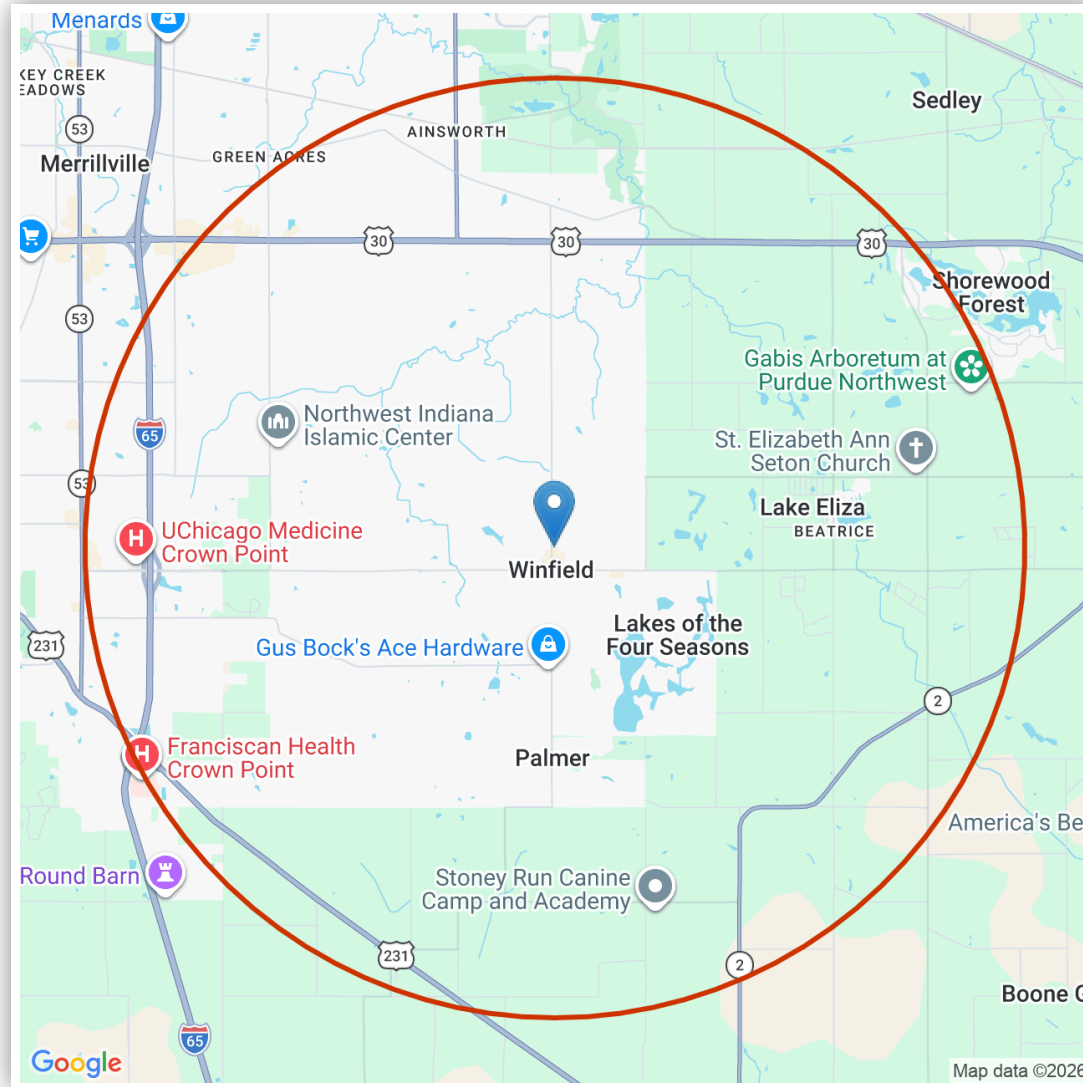 Menards
KEY CREEK
EADOWS
53
Merrillville
GREEN ACRES
AINSWORTH
Sedley
30
30
30
53
Shorewood
Forest
Gabis Arboretum at
Purdue Northwest
Northwest Indiana
Islamic Center
65
St. Elizabeth Ann
Seton Church
53
Lake Eliza
BEATRICE
UChicago Medicine
Crown Point
Winfield
Lakes of the
Four Seasons
231
Gus Bock's Ace Hardware
2
Franciscan Health
Crown Point
Palmer
America's Be
Round Barn
Stoney Run Canine
Camp and Academy
231
2
Boone G
65
Google
Map data ©2026